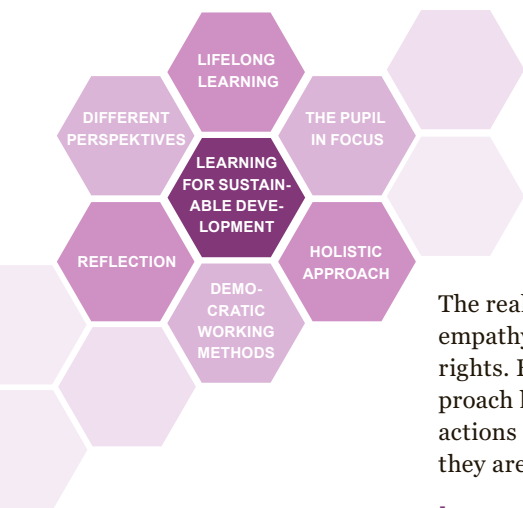 LIFELONG
LEARNING
DIFFERENT
PERSPEKTIVES
THE PUPIL
IN FOCUS
LEARNING
FOR SUSTAIN-
ABLE DEVE-
LOPMENT
REFLECTION
HOLISTIC
APPROACH
DEMO-
CRATIC
WORKING
METHODS
The real
empathy
rights.
proach
actions
they are